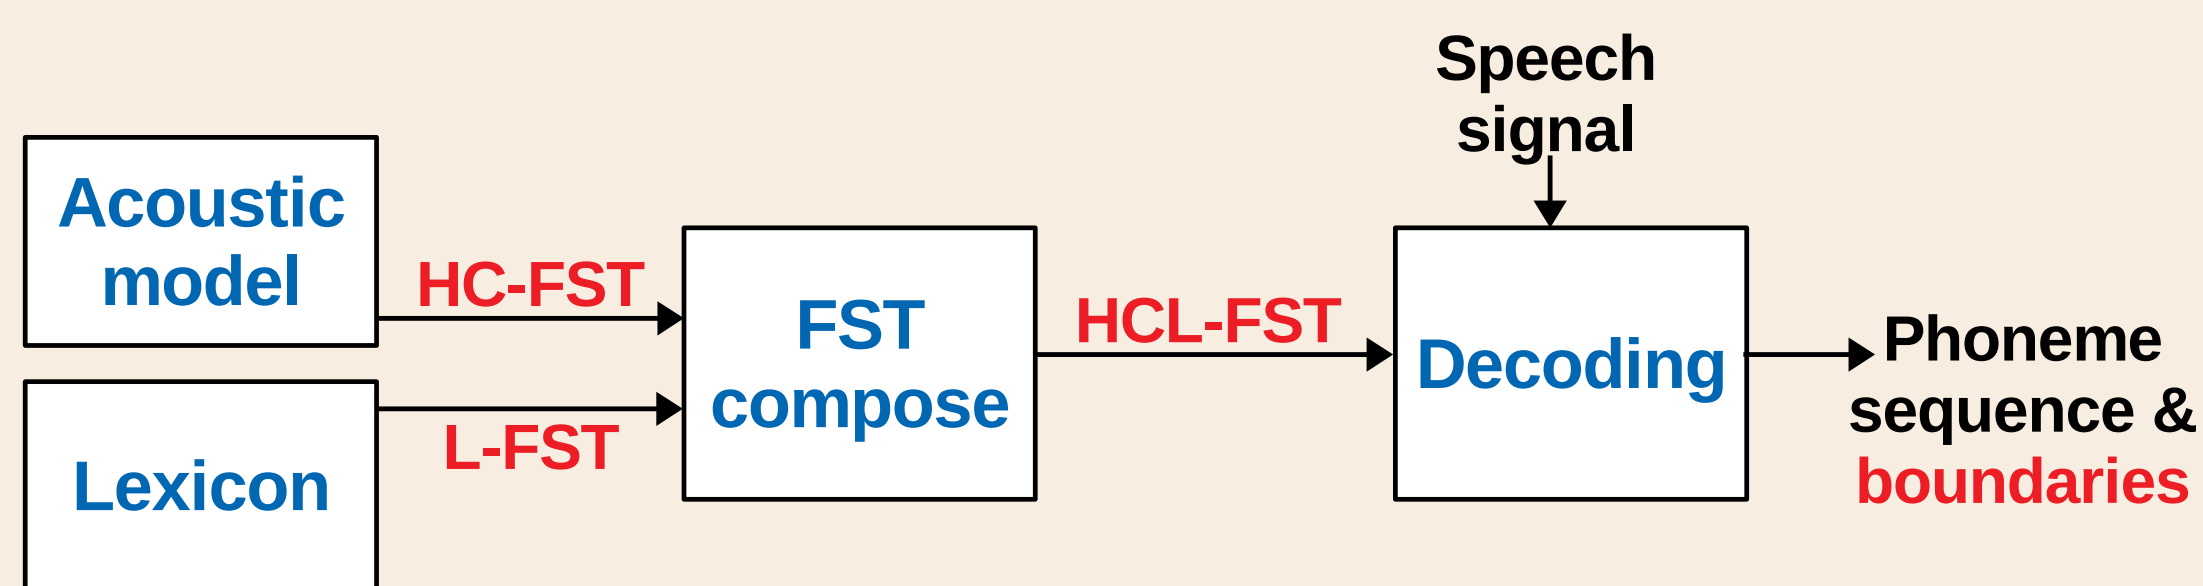 Speech
signal
Acoustic
model
HC-FST
FST
compose
HCL-FST
Decoding
Phoneme
sequence &
boundaries
L-FST
Lexicon